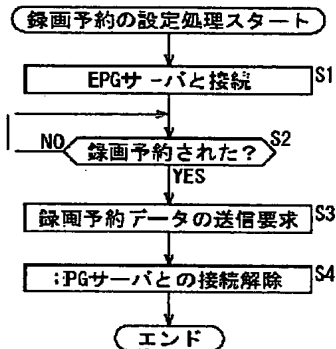 録画予約の設定処理スタート
EPGサーバと接続 S1
録画予約された? S2
NO
YES
録画予約データの送信要求 S3
PGサーバとの接続解除 S4
エンド